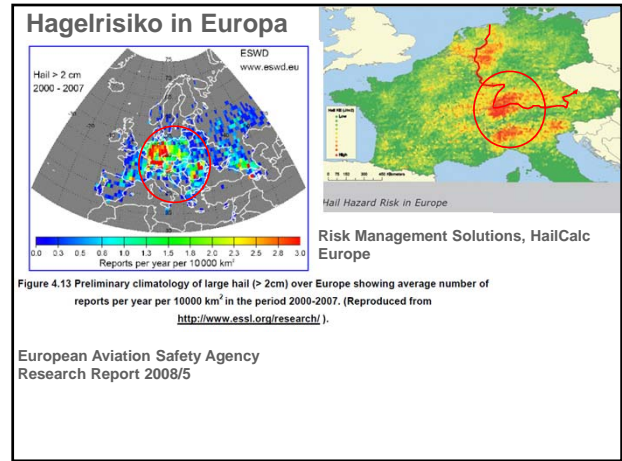 Hagelrisiko in Europa
ESWD
www.eswd.eu
Hail > 2 cm
2000 - 2007
75
0.0 0.3 0.5 0.8 1.0 1.3 1.6 1.8 2.0 2.3 2.5 2.8 3.0
Reports per year per 10000 km²
Figure 4.13 Preliminary climatology of large hail (> 2cm) over Europe showing average number of
reports per year per 10000 km² in the period 2000-2007. (Reproduced from
http://www.essl.org/research/ ).
Low
High
Hail Hazard Risk in Europe
Risk Management Solutions, HailCalc
Europe
European Aviation Safety Agency
Research Report 2008/5